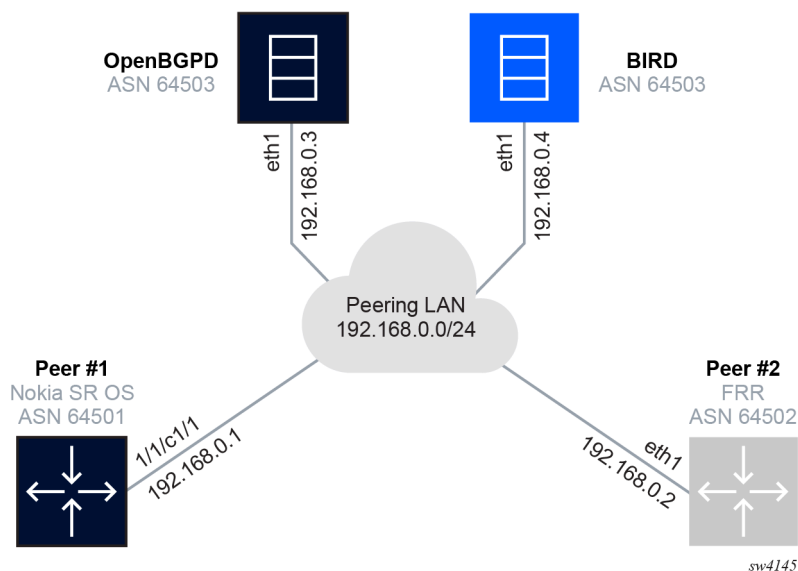 OpenBGPD
ASN 64503
BIRD
ASN 64503
eth1
192.168.0.3
eth1
192.168.0.4
Peering LAN
192.168.0.0/24
Peer #1
Nokia SR OS
ASN 64501
1/1/c1/1
192.168.0.1
Peer #2
FRR
ASN 64502
eth1
192.168.0.2
sw4145